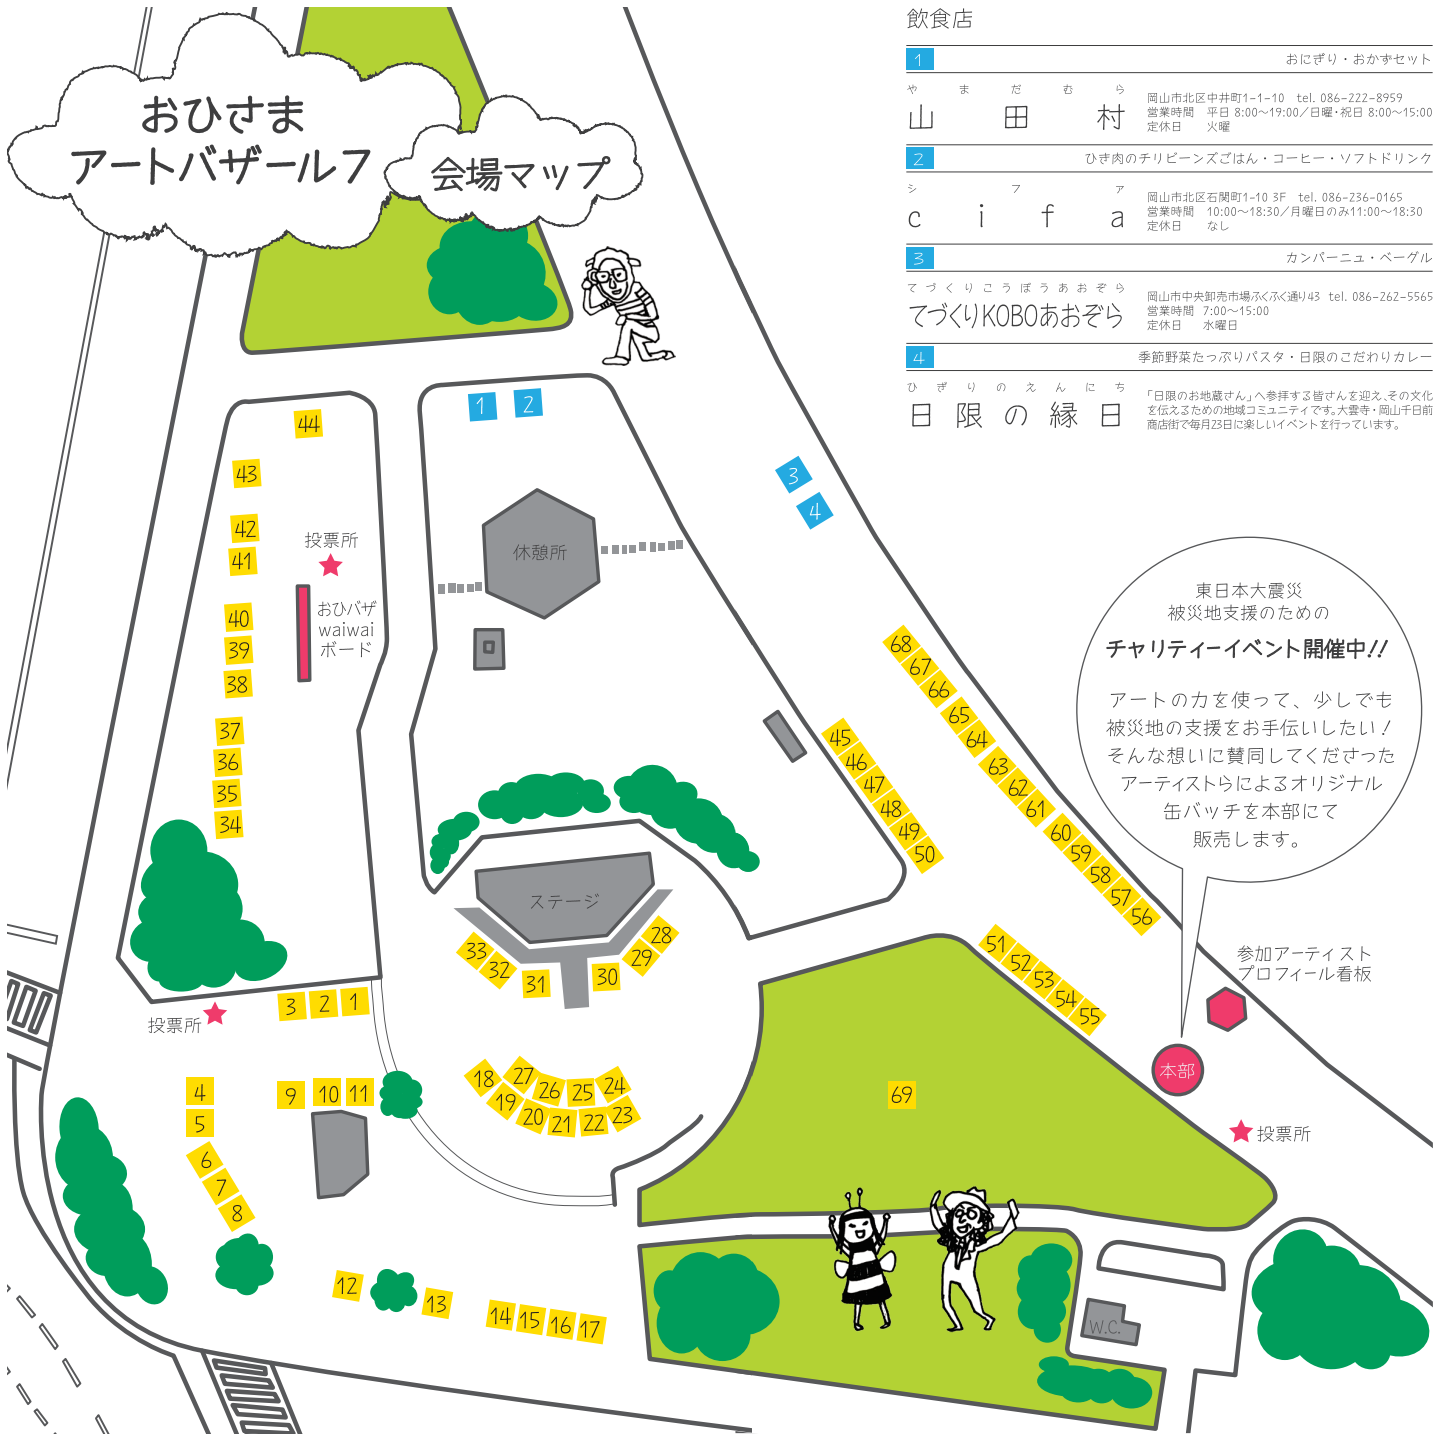 おひさま
アートバザール7
会場マップ
飲食店
1 おにぎり・おかずセット
やまだむら
山田村
岡山市北区中井町1-1-10 tel. 086-222-8959
営業時間 平日 8:00〜19:00/日曜・祝日 8:00〜15:00
定休日 火曜
2 ひき肉のチリビーンズごはん・コーヒー・ソフトドリンク
シファ
cifa
岡山市北区石関町1-10 3F tel. 086-236-0165
営業時間 10:00〜18:30/月曜日のみ11:00〜18:30
定休日 なし
3 カンパーニュ・ベーグル
てづくりこうぼうあおぞら
てづくりKOBOあおぞら
岡山市中央卸売市場ふくふく通り43 tel. 086-262-5565
営業時間 7:00〜15:00
定休日 水曜日
4 季節野菜たっぷりパスタ・日限のこだわりカレー
ひぎりのえんにち
日限の縁日
「日限のお地蔵さん」へ参拝する皆さんを迎え、その文化
を伝えるための地域コミュニティです。大雲寺・岡山千日前
商店街で毎月23日に楽しいイベントを行っています。
1
2
3
4
44
43
42
41
40
39
38
37
36
35
34
投票所
おひバザ
waiwai
ボード
休憩所
68
67
66
65
64
63
62
61
60
59
58
57
56
45
46
47
48
49
50
東日本大震災
被災地支援のための
チャリティーイベント開催中!!
アートの力を使って、少しでも
被災地の支援をお手伝いしたい!
そんな想いに賛同してくださった
アーティストらによるオリジナル
缶バッチを本部にて
販売します。
ステージ
33
32
31
30
29
28
51
52
53
54
55
参加アーティスト
プロフィール看板
本部
投票所
投票所
3
2
1
4
5
6
7
8
9
10
11
18
19
20
21
22
23
27
26
25
24
69
12
13
14
15
16
17
W.C.